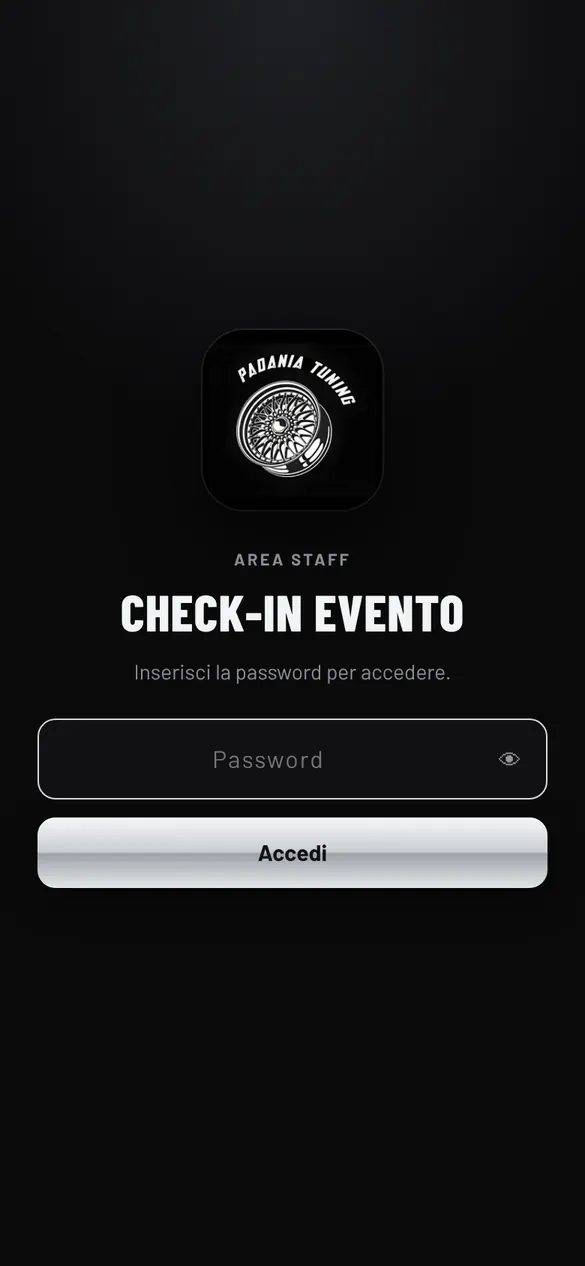 PADANIA TUNING
AREA STAFF
CHECK-IN EVENTO
Inserisci la password per accedere.
Password
Accedi